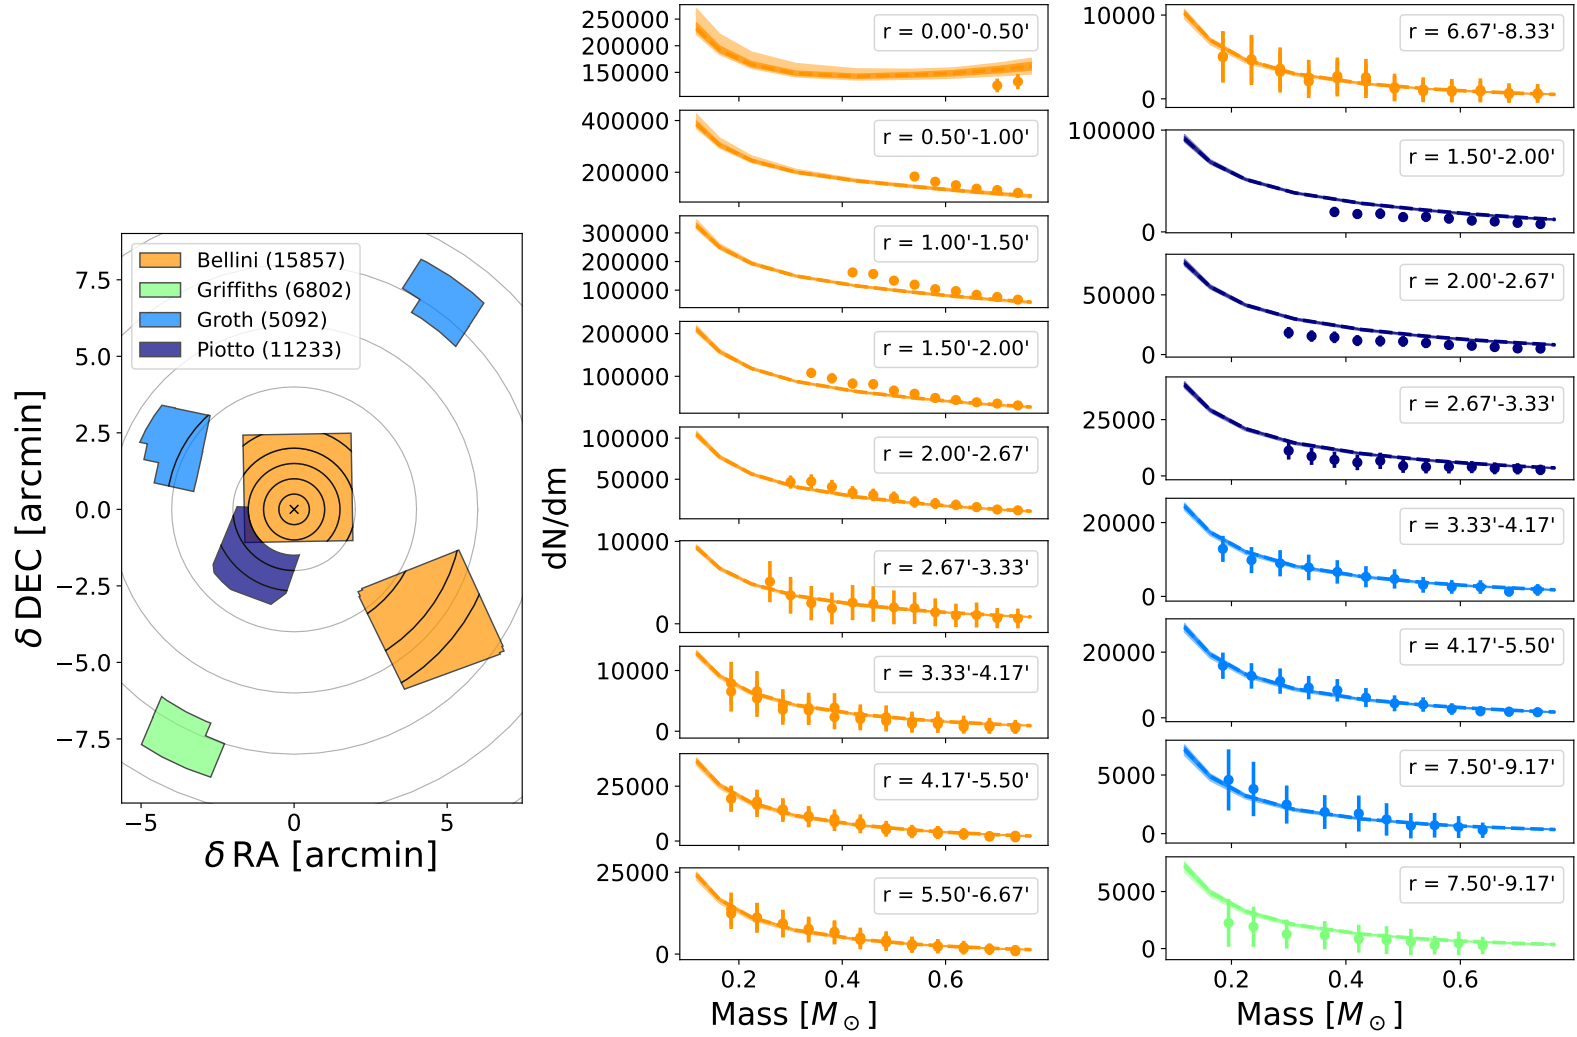 Bellini (15857)
Griffiths (6802)
Groth (5092)
Piotto (11233)
7.5
5.0
2.5
0.0
−2.5
−5.0
−7.5
−5
0
5
δ RA [arcmin]
δ DEC [arcmin]
dN/dm
250000
200000
150000
r = 0.00'-0.50'
400000
200000
r = 0.50'-1.00'
300000
200000
100000
r = 1.00'-1.50'
200000
100000
r = 1.50'-2.00'
100000
50000
r = 2.00'-2.67'
10000
0
r = 2.67'-3.33'
10000
0
r = 3.33'-4.17'
25000
0
r = 4.17'-5.50'
25000
0
r = 5.50'-6.67'
0.2
0.4
0.6
Mass [M⊙]
10000
0
r = 6.67'-8.33'
100000
0
r = 1.50'-2.00'
50000
0
r = 2.00'-2.67'
25000
0
r = 2.67'-3.33'
20000
0
r = 3.33'-4.17'
20000
0
r = 4.17'-5.50'
5000
0
r = 7.50'-9.17'
5000
0
r = 7.50'-9.17'
0.2
0.4
0.6
Mass [M⊙]